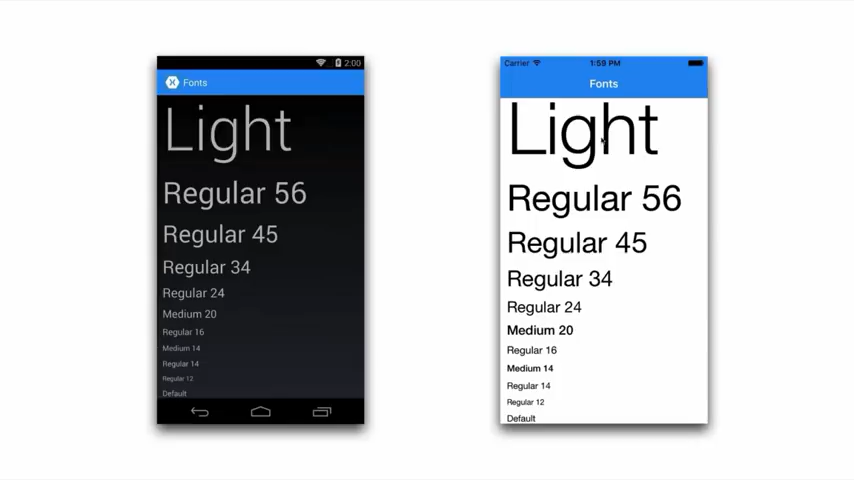 2:00
Fonts
Light
Regular 56
Regular 45
Regular 34
Regular 24
Medium 20
Regular 16
Medium 14
Regular 14
Regular 12
Default
Carrier 1:59 PM
Fonts
Light
Regular 56
Regular 45
Regular 34
Regular 24
Medium 20
Regular 16
Medium 14
Regular 14
Regular 12
Default